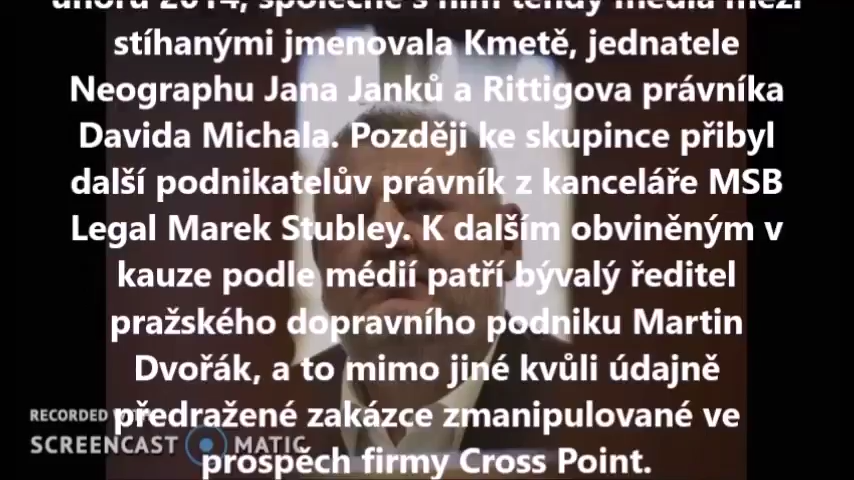 únoru 2014, společně s ním tehdy média mezi
stíhanými jmenovala Kmetě, jednatele
Neographu Jana Janků a Rittigova právníka
Davida Michala. Později ke skupince přibyl
další podnikatelův právník z kanceláře MSB
Legal Marek Stubley. K dalším obviněným v
kauze podle médií patří bývalý ředitel
pražského dopravního podniku Martin
Dvořák, a to mimo jiné kvůli údajně
předražené zakázce zmanipulované ve
prospěch firmy Cross Point.
RECORDED
SCREENCAST MATIC